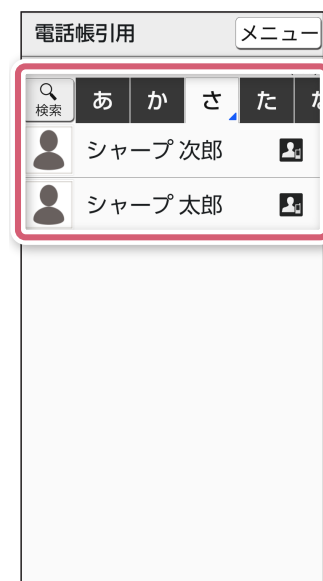 電話帳引用 メニュー
検索 あ か さ た な
シャープ 次郎
シャープ 太郎